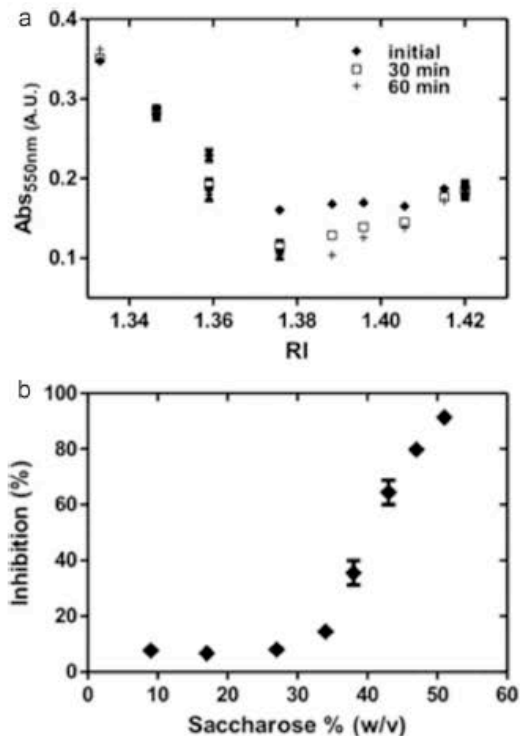 a
0.4
0.3
0.2
0.1
Abs550nm (A.U.)
initial
30 min
60 min
1.34 1.36 1.38 1.40 1.42
RI
b
100
80
60
40
20
0
Inhibition (%)
0 10 20 30 40 50 60
Saccharose % (w/v)